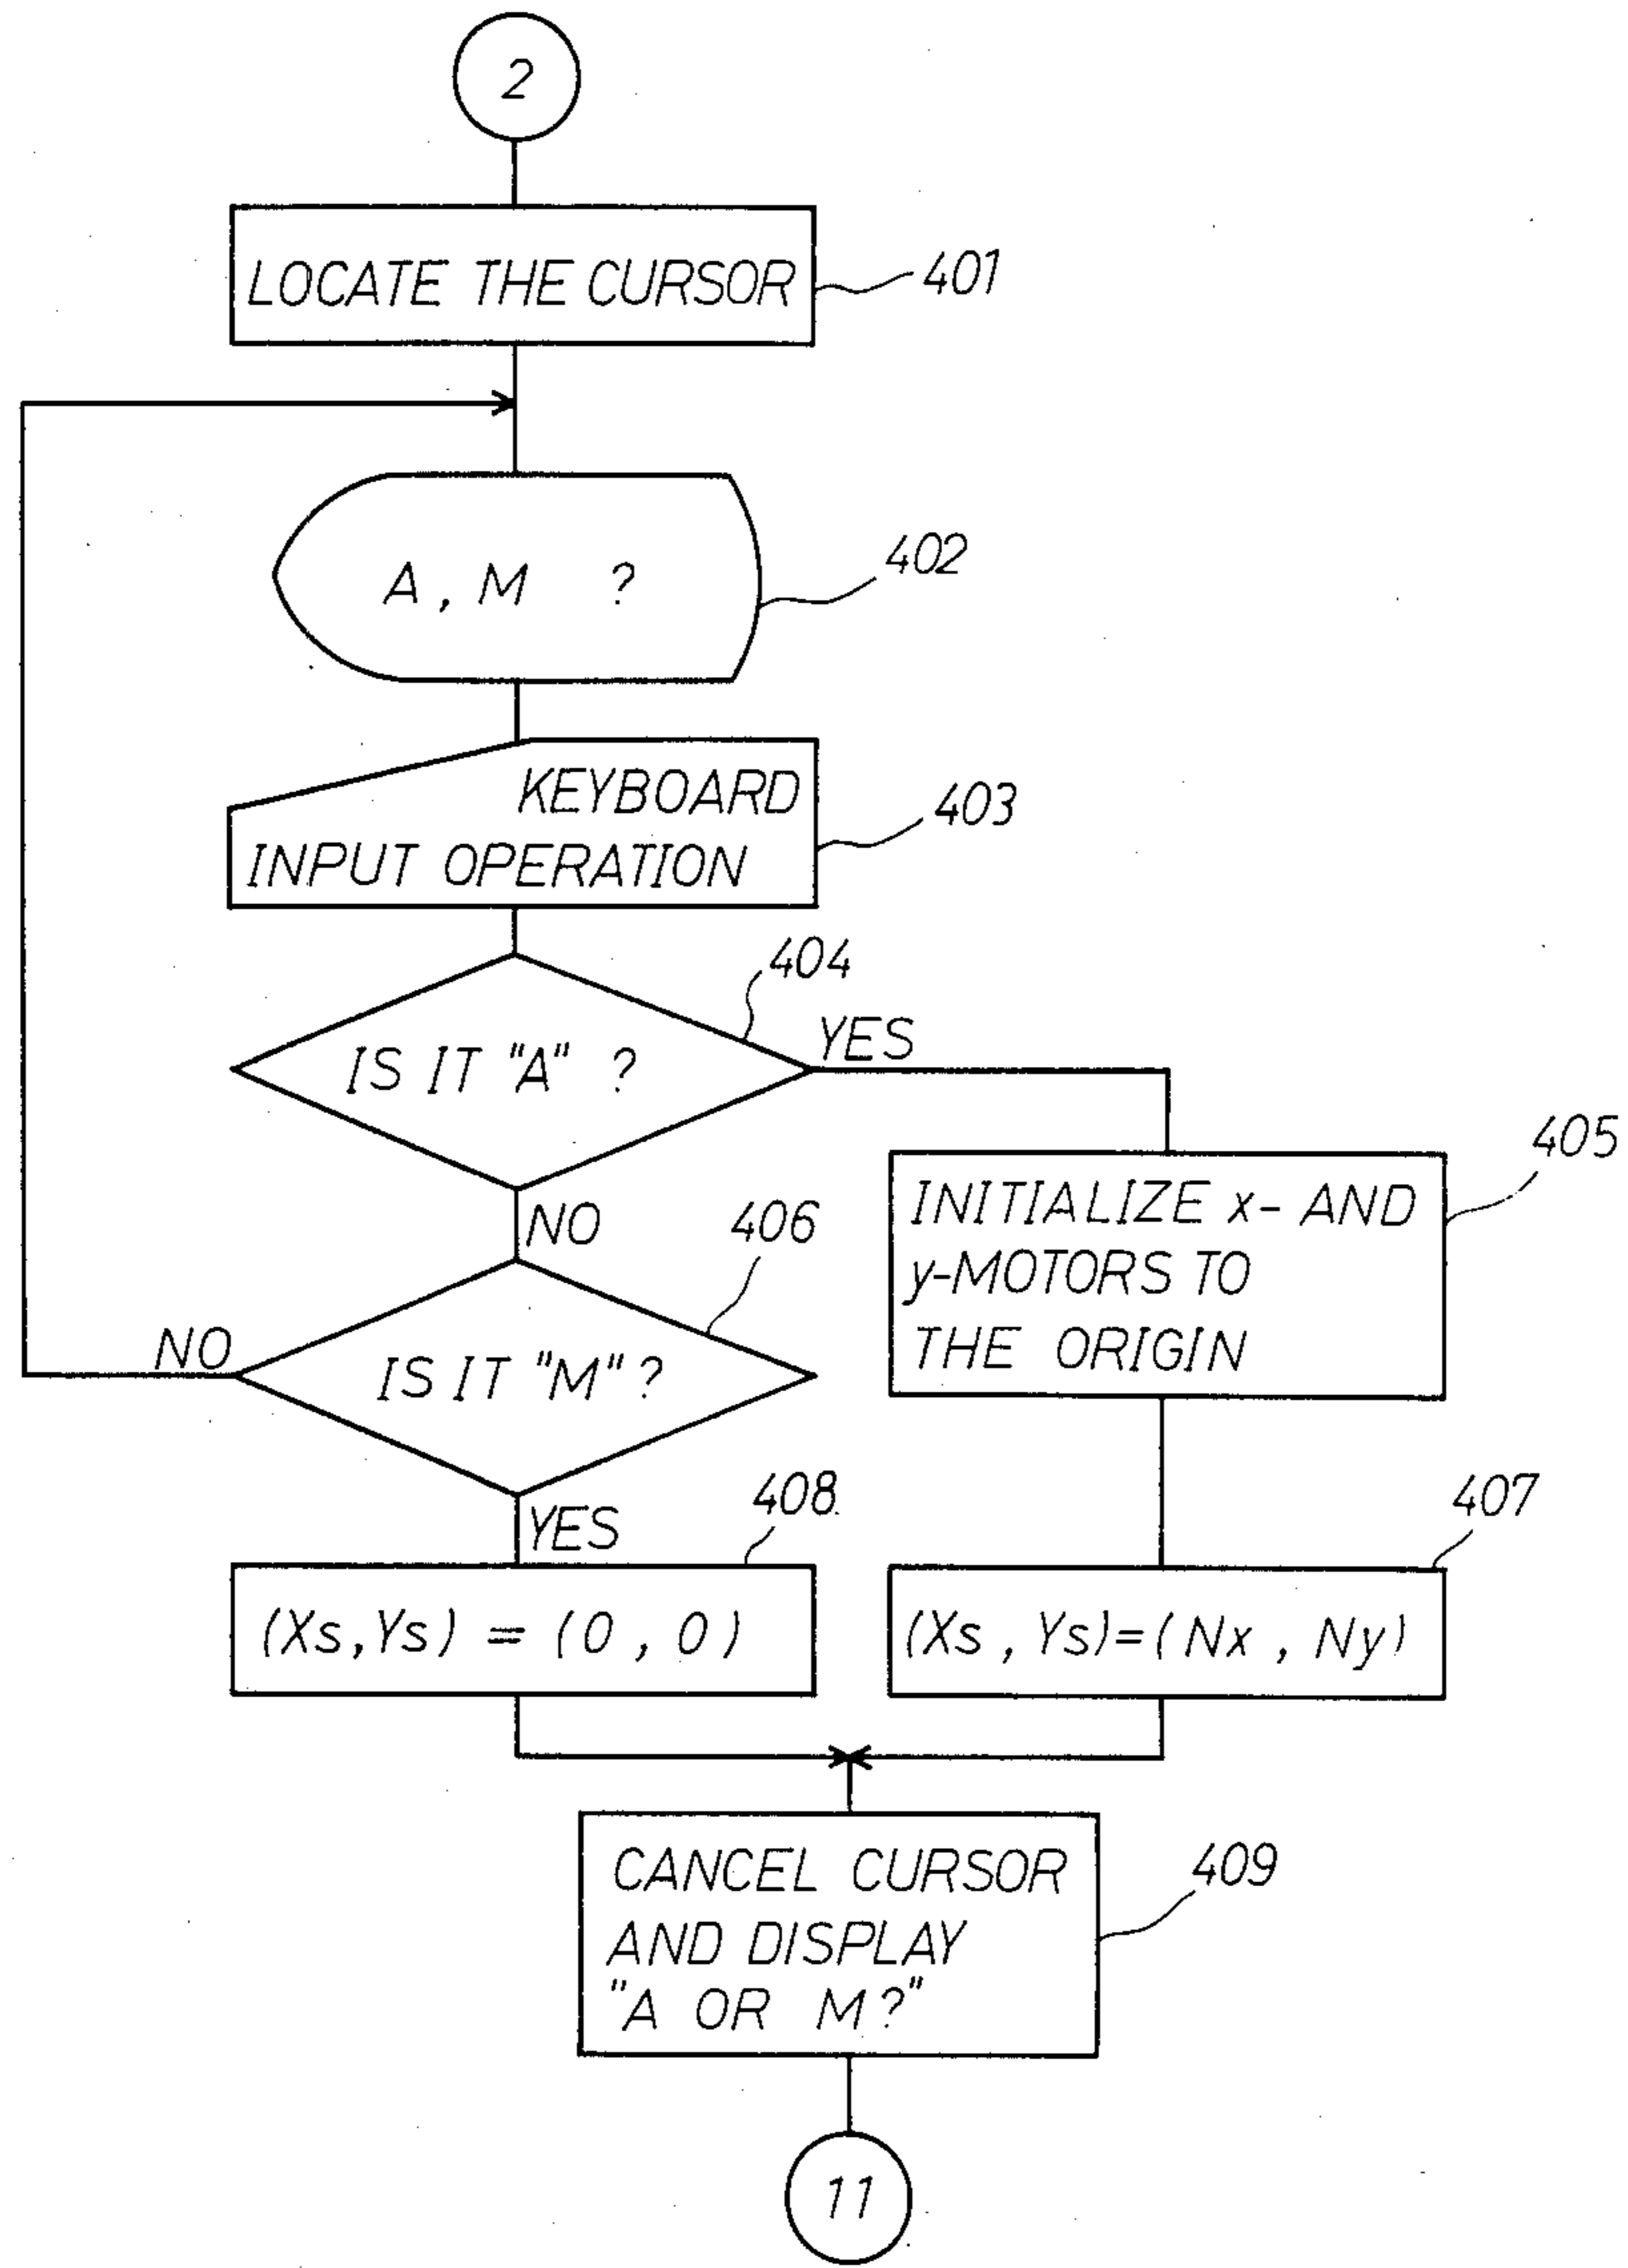 2
LOCATE THE CURSOR
401
A, M ?
402
KEYBOARD
INPUT OPERATION
403
404
IS IT "A" ?
YES
405
INITIALIZE x- AND
y-MOTORS TO
THE ORIGIN
NO
406
NO
IS IT "M" ?
YES
408
407
(Xs, Ys) = (0, 0)
(Xs, Ys) = (Nx, Ny)
CANCEL CURSOR
AND DISPLAY
"A OR M?"
409
11